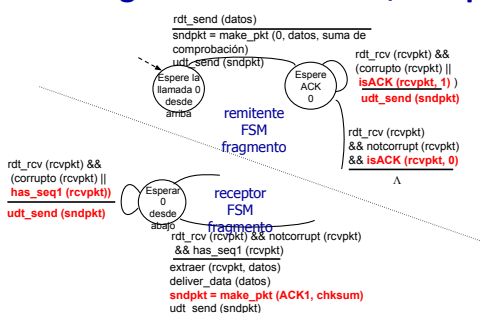 rdt_send (datos)
sndpkt = make_pkt (0, datos, suma de
comprobación)
udt_send (sndpkt)
Espere la
llamada 0
desde
arriba
Espere
ACK
0
rdt_rcv (rcvpkt) &&
(corrupto (rcvpkt) ||
isACK (rcvpkt, 1) )
udt_send (sndpkt)
remitente
FSM
fragmento
rdt_rcv (rcvpkt)
&& notcorrupt (rcvpkt)
&& isACK (rcvpkt, 0)
Λ
rdt_rcv (rcvpkt) &&
(corrupto (rcvpkt) ||
has_seq1 (rcvpkt))
udt_send (sndpkt)
Esperar
0
desde
abajo
receptor
FSM
fragmento
rdt_rcv (rcvpkt) && notcorrupt (rcvpkt)
&& has_seq1 (rcvpkt)
extraer (rcvpkt, datos)
deliver_data (datos)
sndpkt = make_pkt (ACK1, chksum)
udt_send (sndpkt)